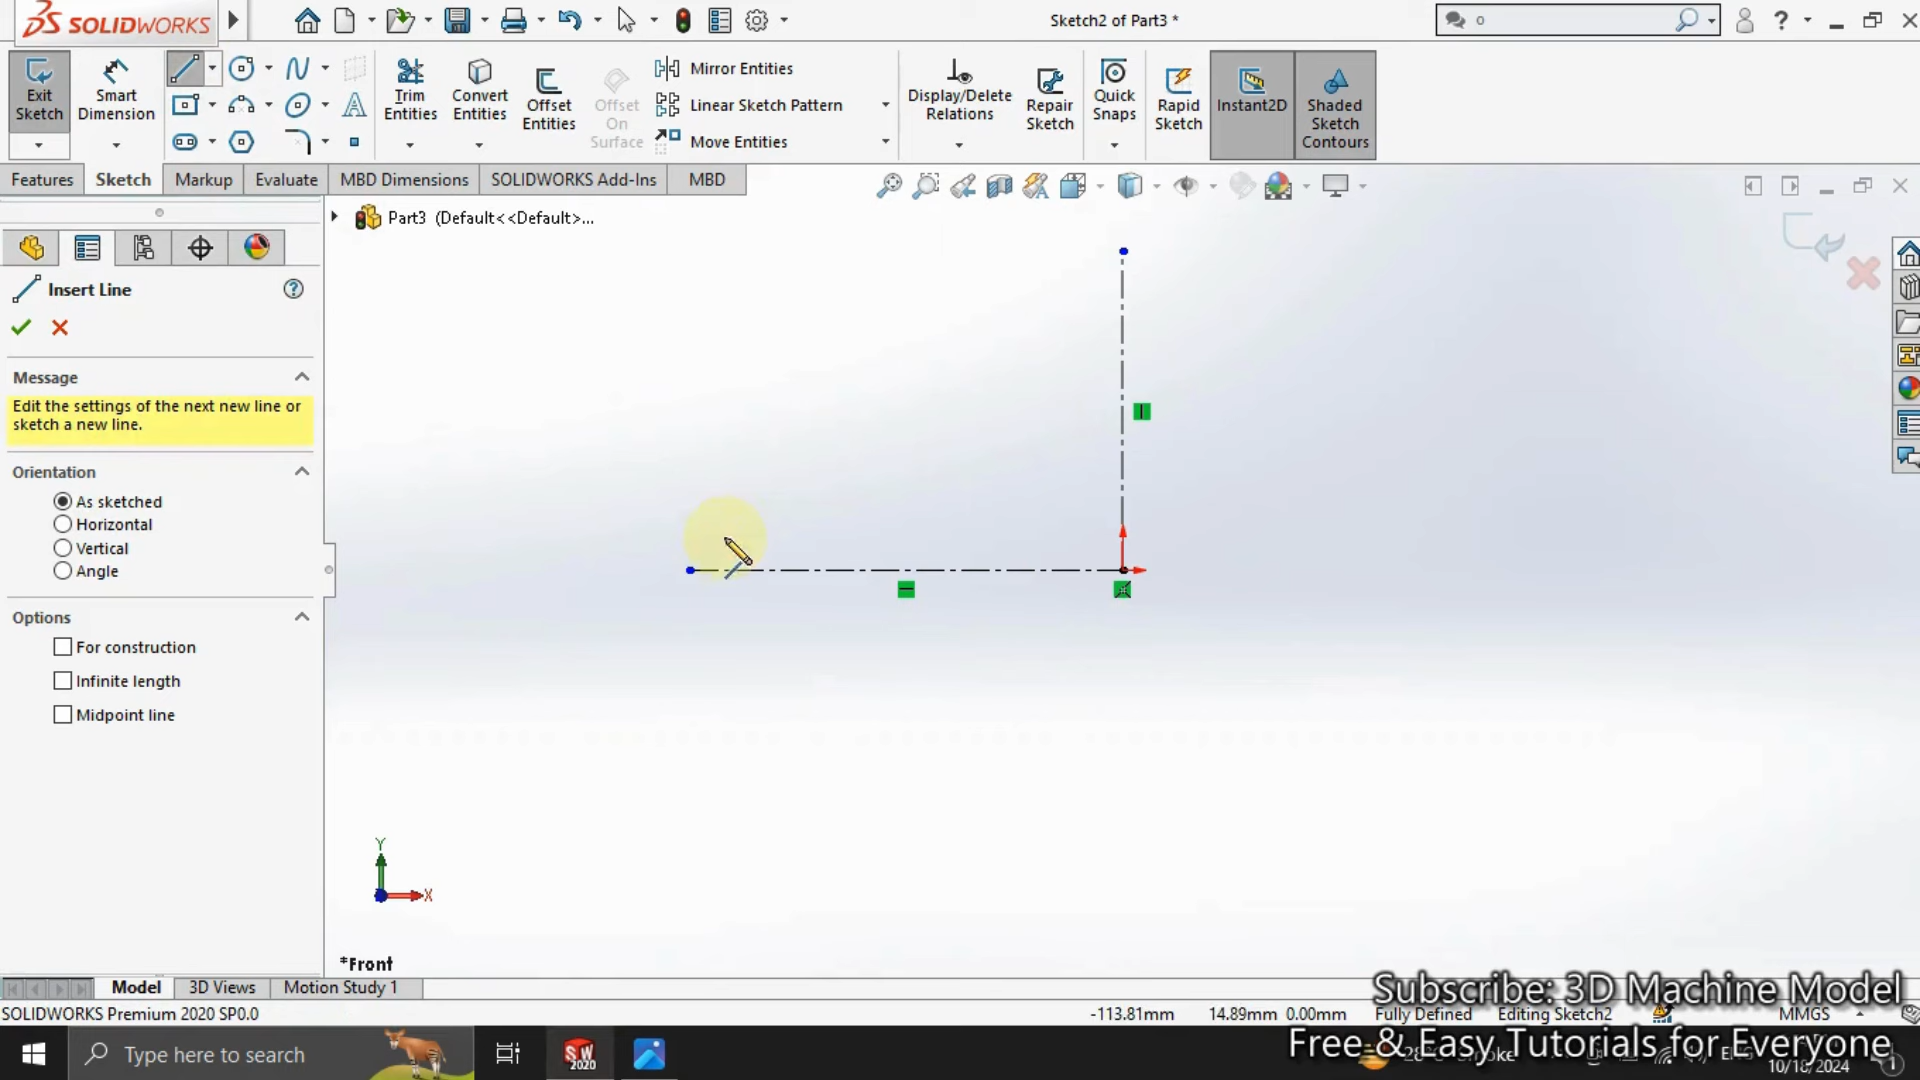 SOLIDWORKS
Sketch2 of Part3 *
o
Exit Sketch
Smart Dimension
Trim Entities
Convert Entities
Offset Entities
Offset On Surface
Mirror Entities
Linear Sketch Pattern
Move Entities
Display/Delete Relations
Repair Sketch
Quick Snaps
Rapid Sketch
Instant2D
Shaded Sketch Contours
Features
Sketch
Markup
Evaluate
MBD Dimensions
SOLIDWORKS Add-Ins
MBD
Part3 (Default<<Default>...
Insert Line
Message
Edit the settings of the next new line or
sketch a new line.
Orientation
As sketched
Horizontal
Vertical
Angle
Options
For construction
Infinite length
Midpoint line
Y
X
*Front
Model
3D Views
Motion Study 1
Subscribe: 3D Machine Model
SOLIDWORKS Premium 2020 SP0.0
-113.81mm
14.89mm 0.00mm
Fully Defined
Editing Sketch2
MMGS
Free & Easy Tutorials for Everyone
Type here to search
SW 2020
10/18/2024